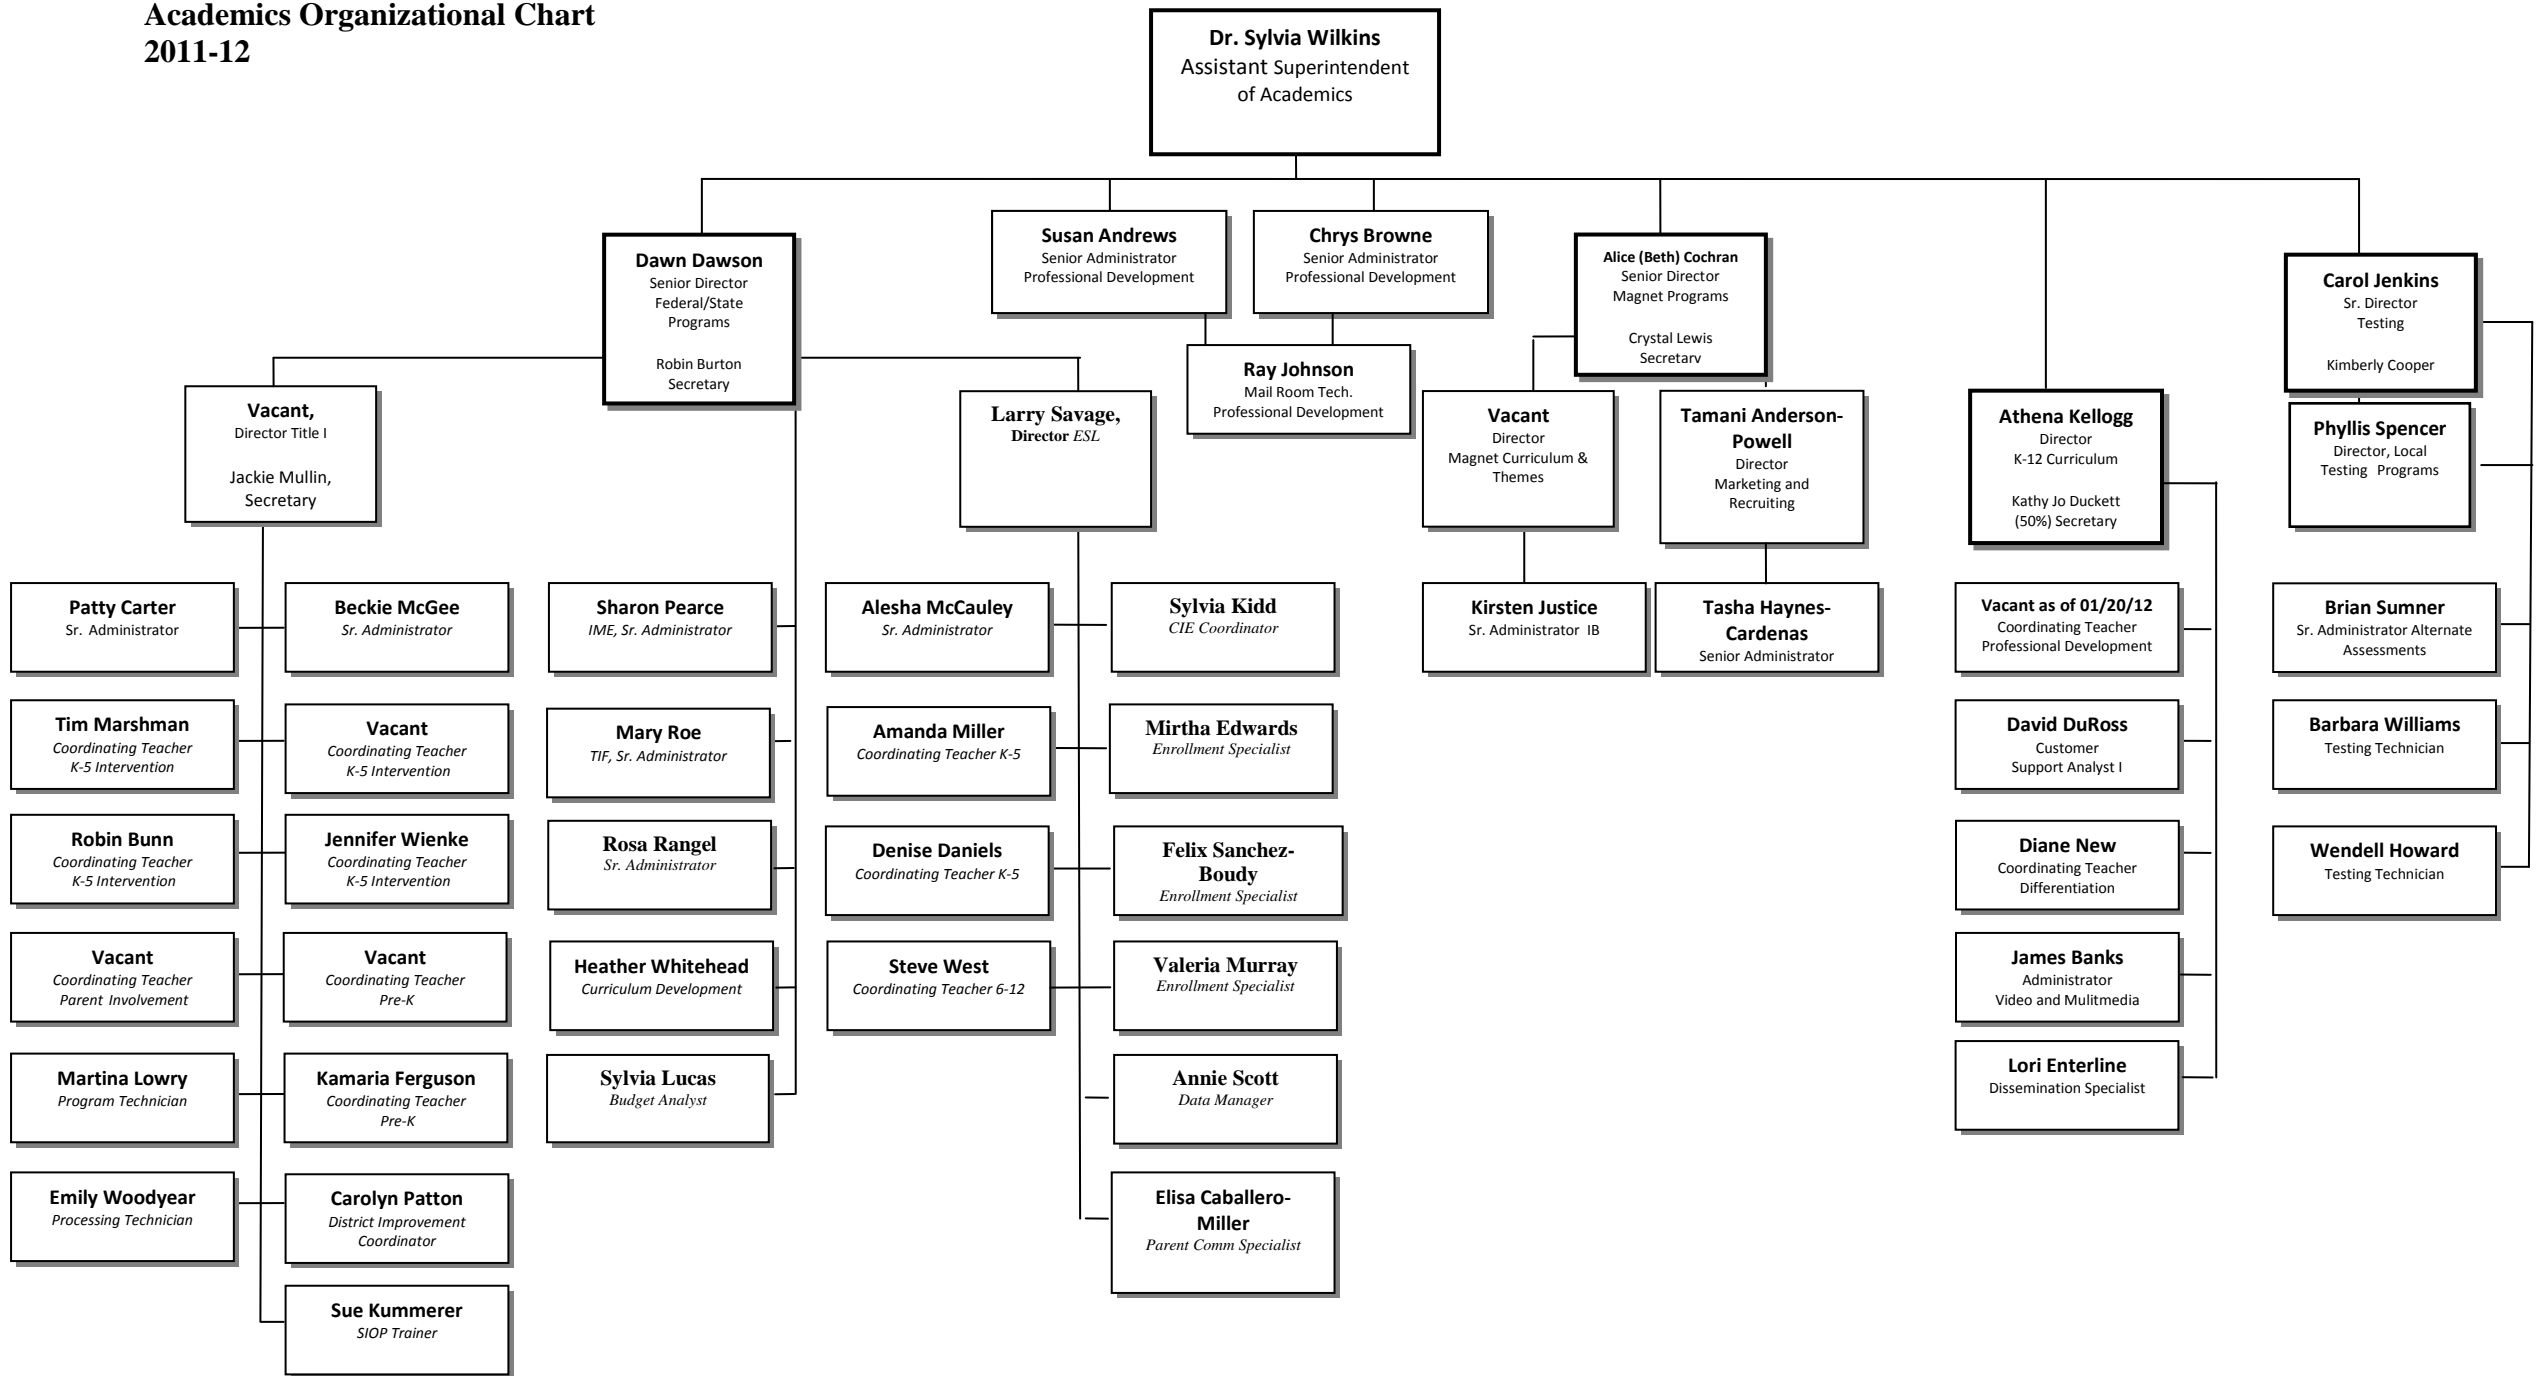 Academics Organizational Chart
2011-12
Dr. Sylvia Wilkins
Assistant Superintendent
of Academics
Dawn Dawson
Senior Director
Federal/State
Programs
Robin Burton
Secretary
Susan Andrews
Senior Administrator
Professional Development
Chrys Browne
Senior Administrator
Professional Development
Ray Johnson
Mail Room Tech.
Professional Development
Alice (Beth) Cochran
Senior Director
Magnet Programs
Crystal Lewis
Secretary
Carol Jenkins
Sr. Director
Testing
Kimberly Cooper
Vacant,
Director Title I
Jackie Mullin,
Secretary
Larry Savage,
Director ESL
Vacant
Director
Magnet Curriculum &
Themes
Tamani Anderson-
Powell
Director
Marketing and
Recruiting
Athena Kellogg
Director
K-12 Curriculum
Kathy Jo Duckett
(50%) Secretary
Phyllis Spencer
Director, Local
Testing Programs
Patty Carter
Sr. Administrator
Beckie McGee
Sr. Administrator
Sharon Pearce
IME, Sr. Administrator
Alesha McCauley
Sr. Administrator
Sylvia Kidd
CIE Coordinator
Kirsten Justice
Sr. Administrator IB
Tasha Haynes-
Cardenas
Senior Administrator
Vacant as of 01/20/12
Coordinating Teacher
Professional Development
Brian Sumner
Sr. Administrator Alternate
Assessments
Tim Marshman
Coordinating Teacher
K-5 Intervention
Vacant
Coordinating Teacher
K-5 Intervention
Mary Roe
TIF, Sr. Administrator
Amanda Miller
Coordinating Teacher K-5
Mirtha Edwards
Enrollment Specialist
David DuRoss
Customer
Support Analyst I
Barbara Williams
Testing Technician
Robin Bunn
Coordinating Teacher
K-5 Intervention
Jennifer Wienke
Coordinating Teacher
K-5 Intervention
Rosa Rangel
Sr. Administrator
Denise Daniels
Coordinating Teacher K-5
Felix Sanchez-
Boudy
Enrollment Specialist
Diane New
Coordinating Teacher
Differentiation
Wendell Howard
Testing Technician
Vacant
Coordinating Teacher
Parent Involvement
Vacant
Coordinating Teacher
Pre-K
Heather Whitehead
Curriculum Development
Steve West
Coordinating Teacher 6-12
Valeria Murray
Enrollment Specialist
James Banks
Administrator
Video and Mulitmedia
Martina Lowry
Program Technician
Kamaria Ferguson
Coordinating Teacher
Pre-K
Sylvia Lucas
Budget Analyst
Annie Scott
Data Manager
Lori Enterline
Dissemination Specialist
Emily Woodyear
Processing Technician
Carolyn Patton
District Improvement
Coordinator
Elisa Caballero-
Miller
Parent Comm Specialist
Sue Kummerer
SIOP Trainer